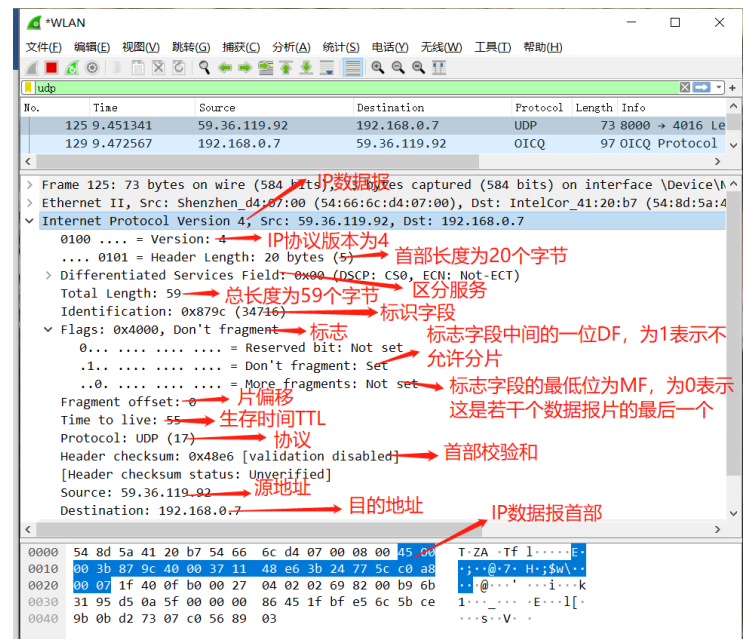 *WLAN
文件(F) 编辑(E) 视图(V) 跳转(G) 捕获(C) 分析(A) 统计(S) 电话(Y) 无线(W) 工具(T) 帮助(H)
udp
No. Time Source Destination Protocol Length Info
125 9.451341 59.36.119.92 192.168.0.7 UDP 73 8000 → 4016 Le
129 9.472567 192.168.0.7 59.36.119.92 OICQ 97 OICQ Protocol
IP数据报
Frame 125: 73 bytes on wire (584 bits), 73 bytes captured (584 bits) on interface \Device\N
Ethernet II, Src: Shenzhen_d4:07:00 (54:66:6c:d4:07:00), Dst: IntelCor_41:20:b7 (54:8d:5a:4
Internet Protocol Version 4, Src: 59.36.119.92, Dst: 192.168.0.7
0100 .... = Version: 4 IP协议版本为4
.... 0101 = Header Length: 20 bytes (5) 首部长度为20个字节
Differentiated Services Field: 0x00 (DSCP: CS0, ECN: Not-ECT)
区分服务
Total Length: 59 总长度为59个字节
Identification: 0x879c (34716) 标识字段
Flags: 0x4000, Don't fragment 标志
标志字段中间的一位DF，为1表示不
允许分片
0... .... .... .... = Reserved bit: Not set
.1.. .... .... .... = Don't fragment: Set
..0. .... .... .... = More fragments: Not set
标志字段的最低位为MF，为0表示
这是若干个数据报片的最后一个
Fragment offset: 0 片偏移
Time to live: 55 生存时间TTL
Protocol: UDP (17) 协议
Header checksum: 0x48e6 [validation disabled] 首部校验和
[Header checksum status: Unverified]
Source: 59.36.119.92 源地址
Destination: 192.168.0.7 目的地址
IP数据报首部
0000 54 8d 5a 41 20 b7 54 66 6c d4 07 00 08 00 45 00 T·ZA ·Tf l·····E·
0010 00 3b 87 9c 40 00 37 11 48 e6 3b 24 77 5c c0 a8 ·;··@·7· H·;$w\··
0020 00 07 1f 40 0f b0 00 27 04 02 02 69 82 00 b9 6b ···@···' ···i···k
0030 31 95 d5 0a 5f 00 00 00 86 45 1f bf e5 6c 5b ce 1···_··· ·E···l[·
0040 9b 0b d2 73 07 c0 56 89 03 ···s··V· ·